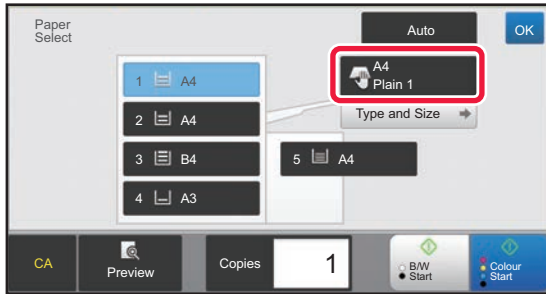 Paper
Select
Auto
OK
1 A4
A4
Plain 1
2 A4
Type and Size
3 B4
5 A4
4 A3
CA
Preview
Copies
1
B/W
Start
Colour
Start